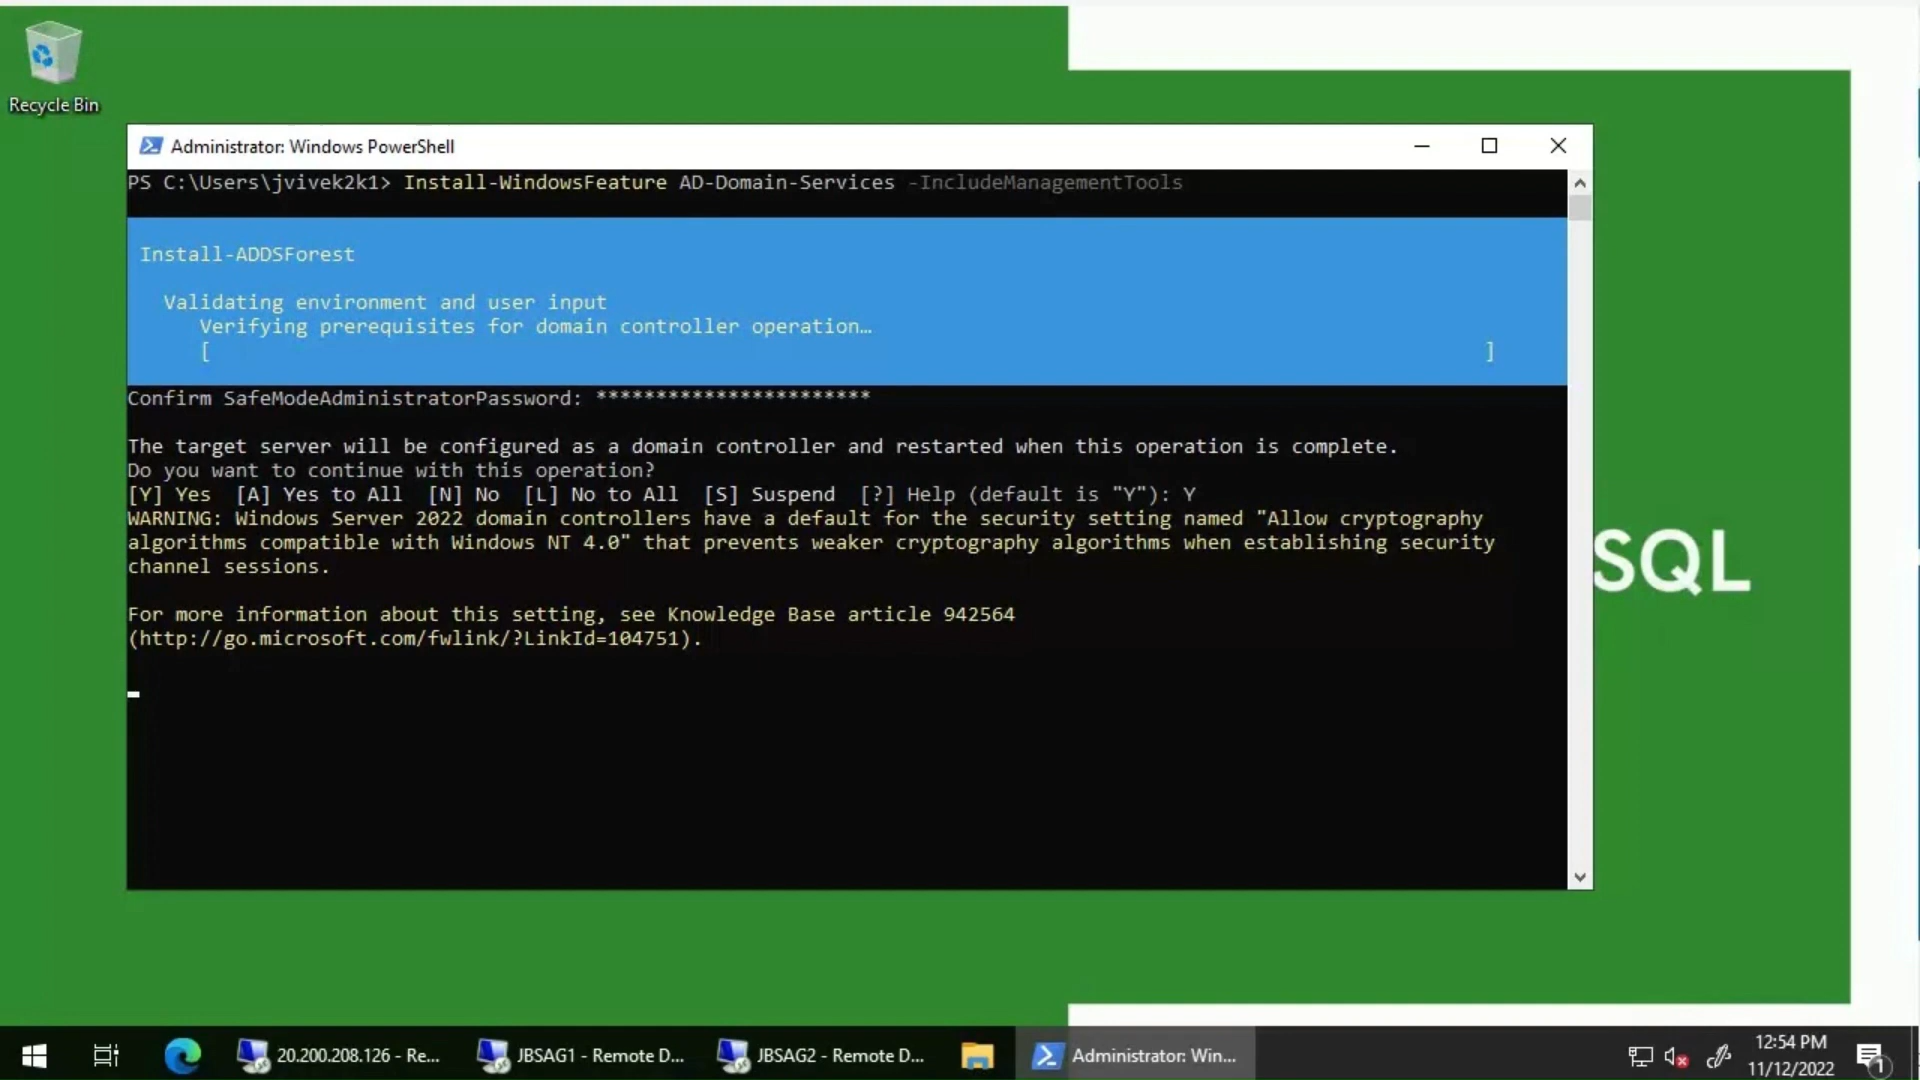 Recycle Bin
Administrator: Windows PowerShell
PS C:\Users\jvivek2k1> Install-WindowsFeature AD-Domain-Services -IncludeManagementTools
Install-ADDSForest
Validating environment and user input
Verifying prerequisites for domain controller operation…
[ ]
Confirm SafeModeAdministratorPassword: ***********************
The target server will be configured as a domain controller and restarted when this operation is complete.
Do you want to continue with this operation?
[Y] Yes  [A] Yes to All  [N] No  [L] No to All  [S] Suspend  [?] Help (default is "Y"): Y
WARNING: Windows Server 2022 domain controllers have a default for the security setting named "Allow cryptography
algorithms compatible with Windows NT 4.0" that prevents weaker cryptography algorithms when establishing security
channel sessions.
For more information about this setting, see Knowledge Base article 942564
(http://go.microsoft.com/fwlink/?LinkId=104751).
SQL
20.200.208.126 - Re...
JBSAG1 - Remote D...
JBSAG2 - Remote D...
Administrator: Win...
12:54 PM
11/12/2022
1